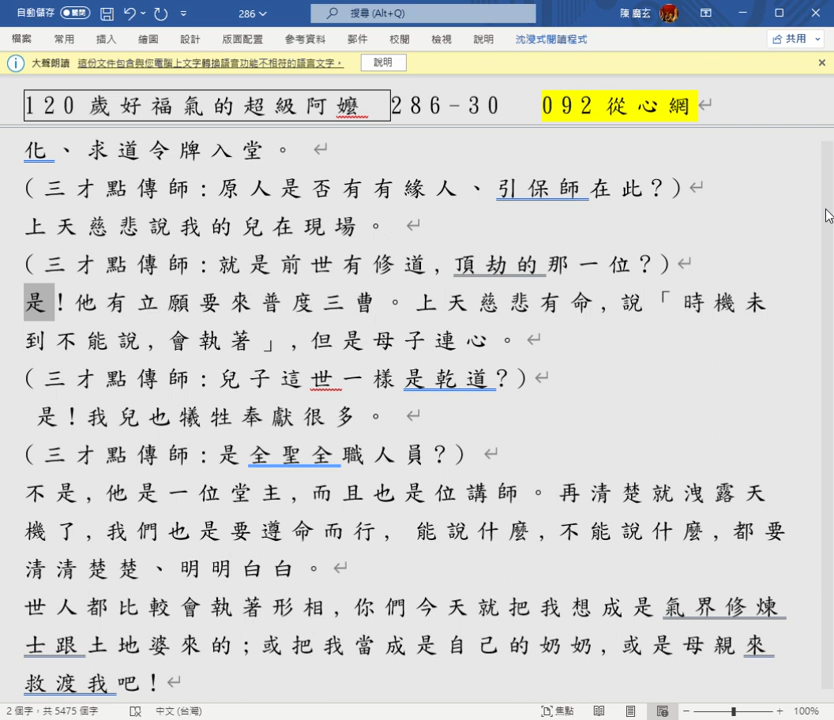 自動儲存 關閉 286 搜尋 (Alt+Q)
檔案 常用 插入 繪圖 設計 版面配置 參考資料 郵件 校閱 檢視 說明 沈浸式閱讀程式 共用
大聲朗讀 這份文件包含與您電腦上文字轉換語音功能不相符的語言文字。 說明
120歲好福氣的超級阿嬤 286-30 092從心網
化、求道令牌入堂。
(三才點傳師:原人是否有有緣人、引保師在此?)
上天慈悲說我的兒在現場。
(三才點傳師:就是前世有修道,頂劫的那一位?)
是!他有立願要來普度三曹。上天慈悲有命,說「時機未
到不能說,會執著」,但是母子連心。
(三才點傳師:兒子這世一樣是乾道?)
是!我兒也犧牲奉獻很多。
(三才點傳師:是全聖全職人員?)
不是,他是一位堂主,而且也是位講師。再清楚就洩露天
機了,我們也是要遵命而行, 能說什麼,不能說什麼,都要
清清楚楚、明明白白。
世人都比較會執著形相,你們今天就把我想成是氣界修煉
士跟土地婆來的;或把我當成是自己的奶奶,或是母親來
救渡我吧!
2 個字,共 5475 個字 中文 (台灣) 焦點 100%